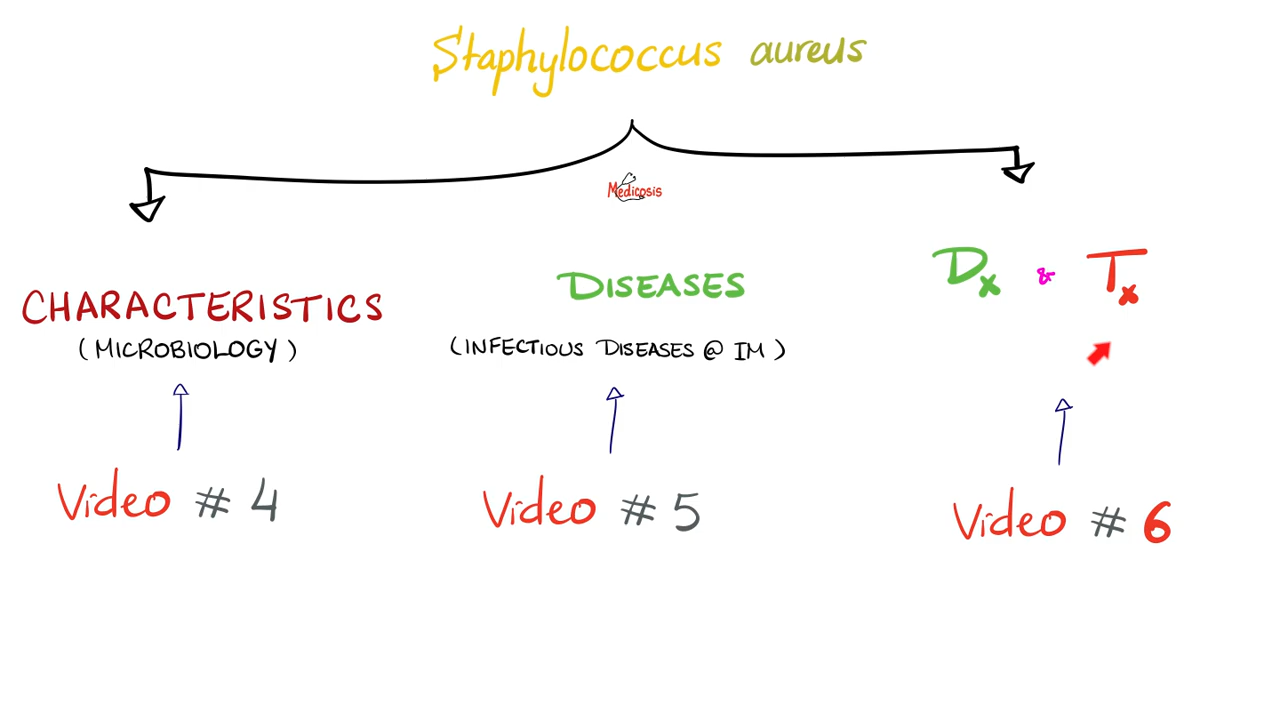 Staphylococcus aureus
Medicosis
CHARACTERISTICS
(MICROBIOLOGY)
Video # 4
DISEASES
(INFECTIOUS DISEASES @ IM)
Video # 5
Dx & Tx
Video # 6